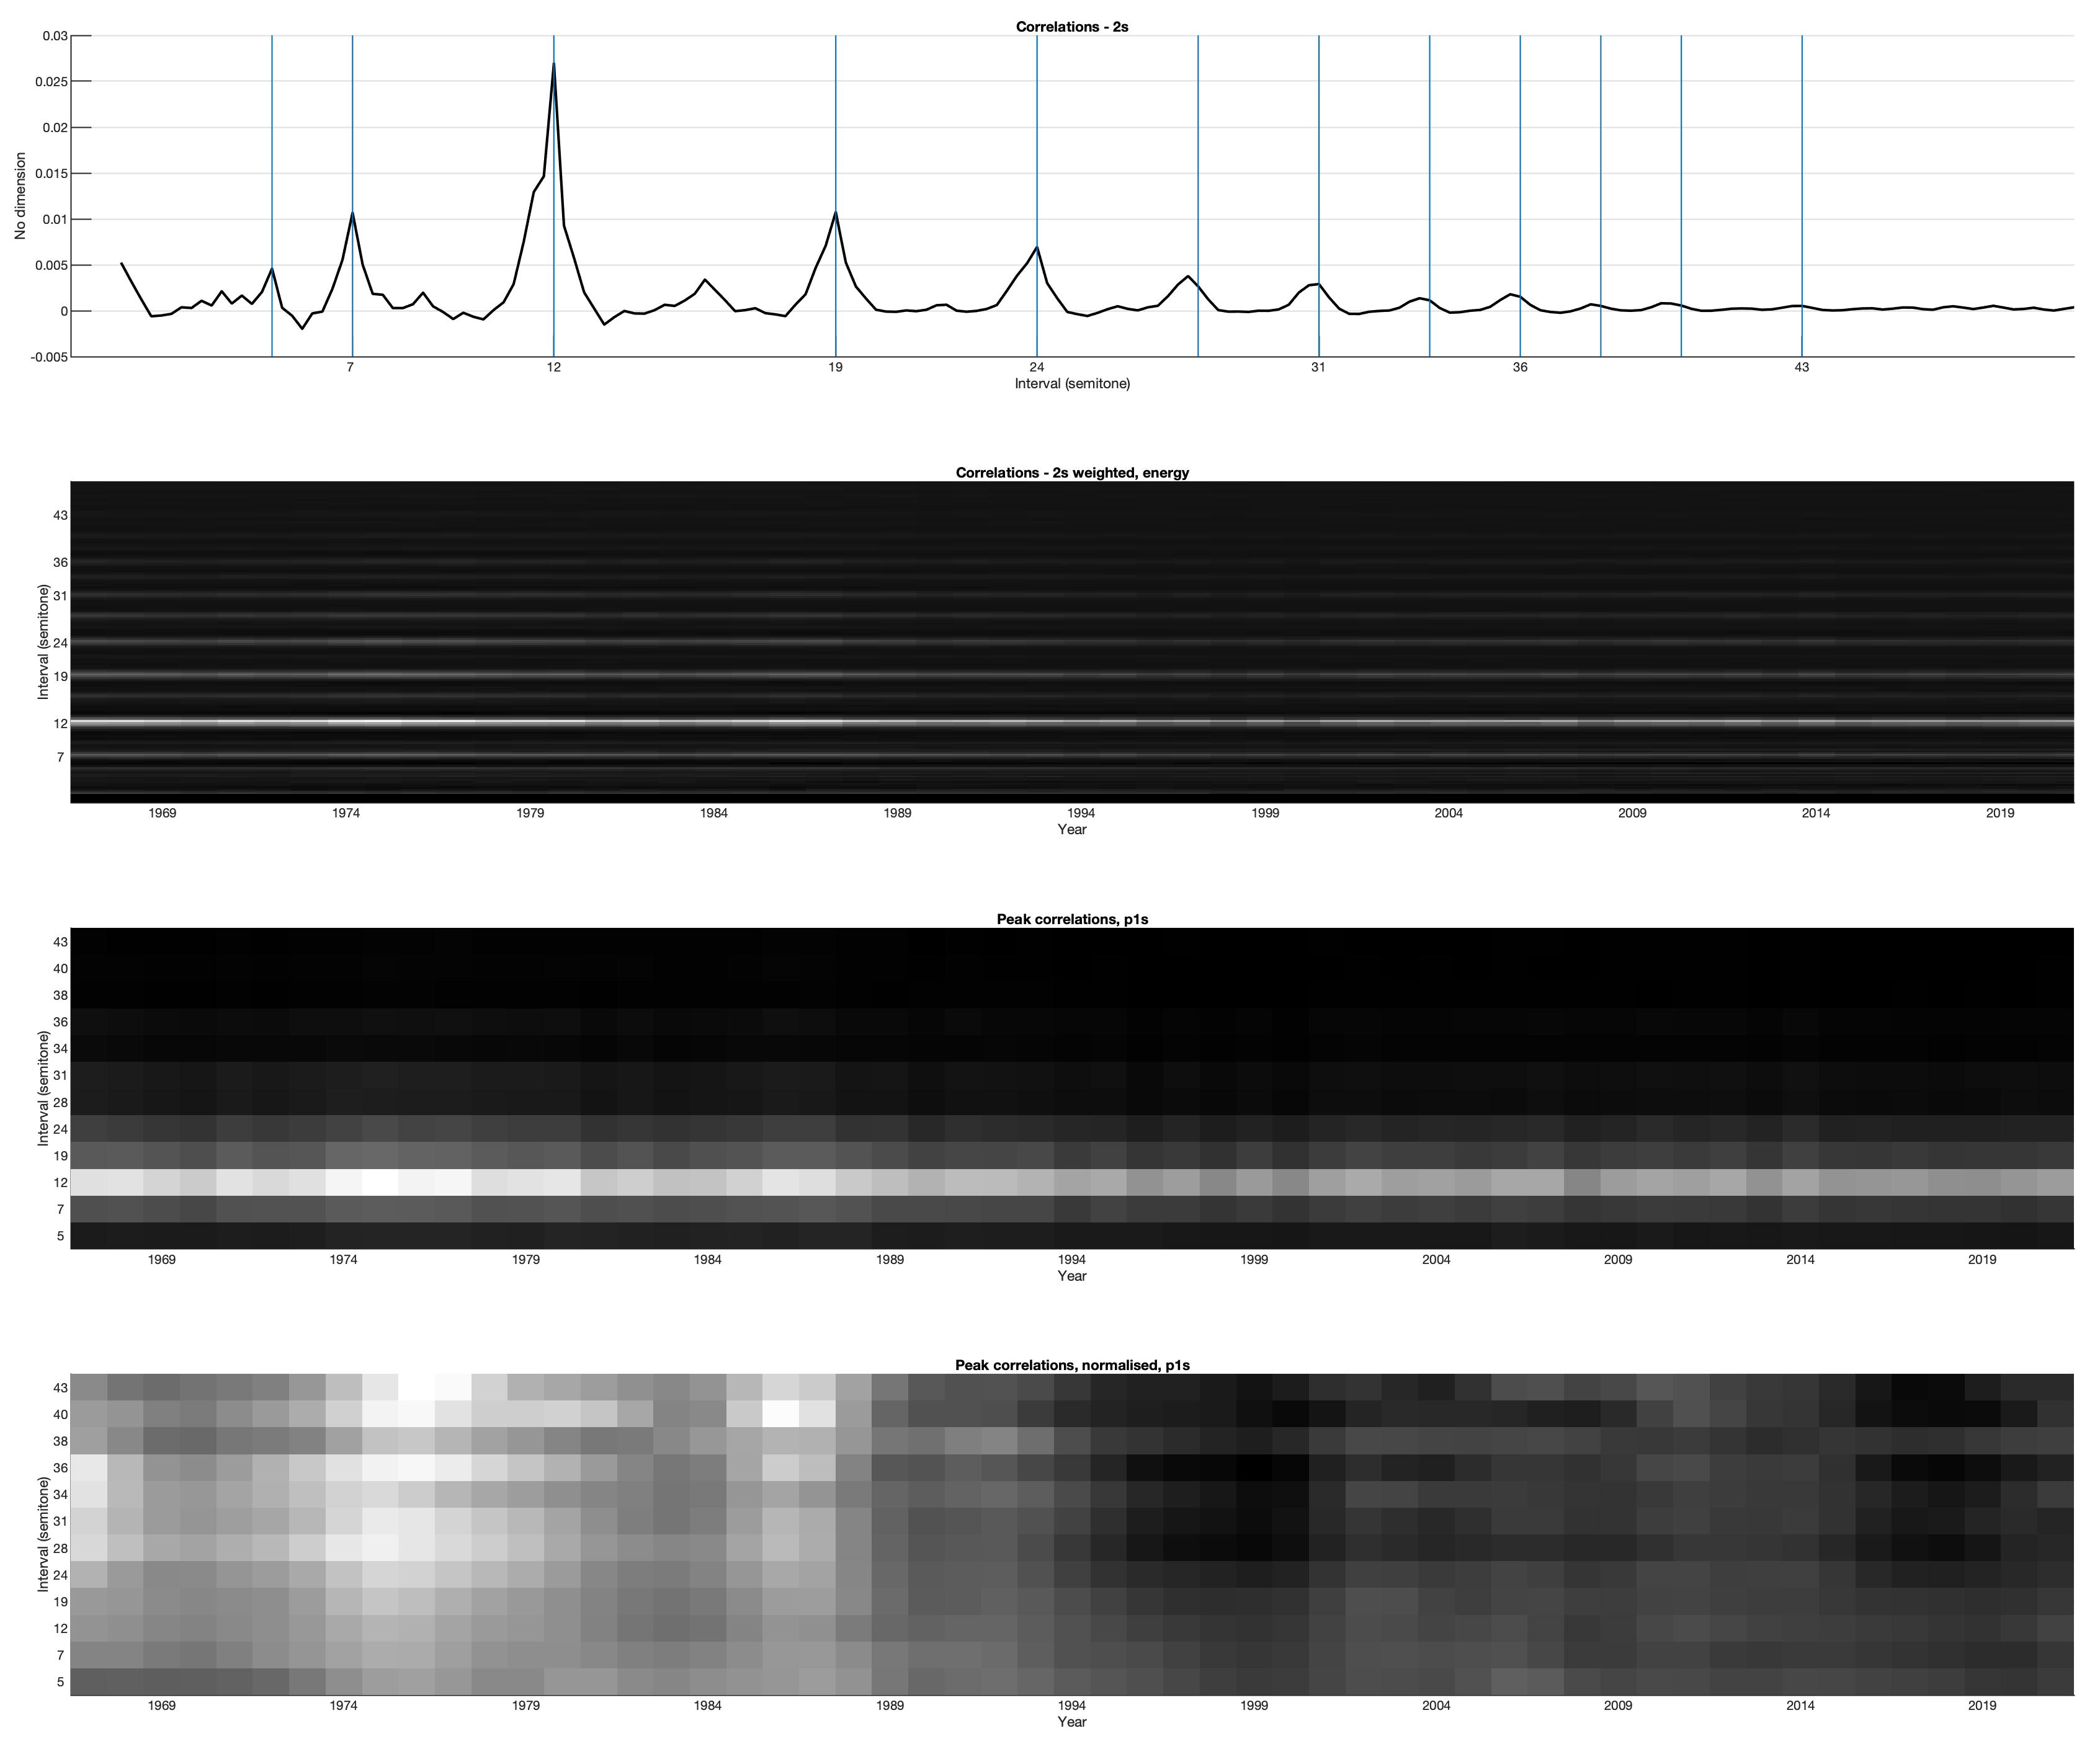 Correlations - 2s
0.03
0.025
0.02
0.015
0.01
0.005
0
-0.005
No dimension
7 12 19 24 31 36 43
Interval (semitone)
Correlations - 2s weighted, energy
43
36
31
24
19
12
7
Interval (semitone)
1969 1974 1979 1984 1989 1994 1999 2004 2009 2014 2019
Year
Peak correlations, p1s
43
40
38
36
34
31
28
24
19
12
7
5
Interval (semitone)
1969 1974 1979 1984 1989 1994 1999 2004 2009 2014 2019
Year
Peak correlations, normalised, p1s
43
40
38
36
34
31
28
24
19
12
7
5
Interval (semitone)
1969 1974 1979 1984 1989 1994 1999 2004 2009 2014 2019
Year